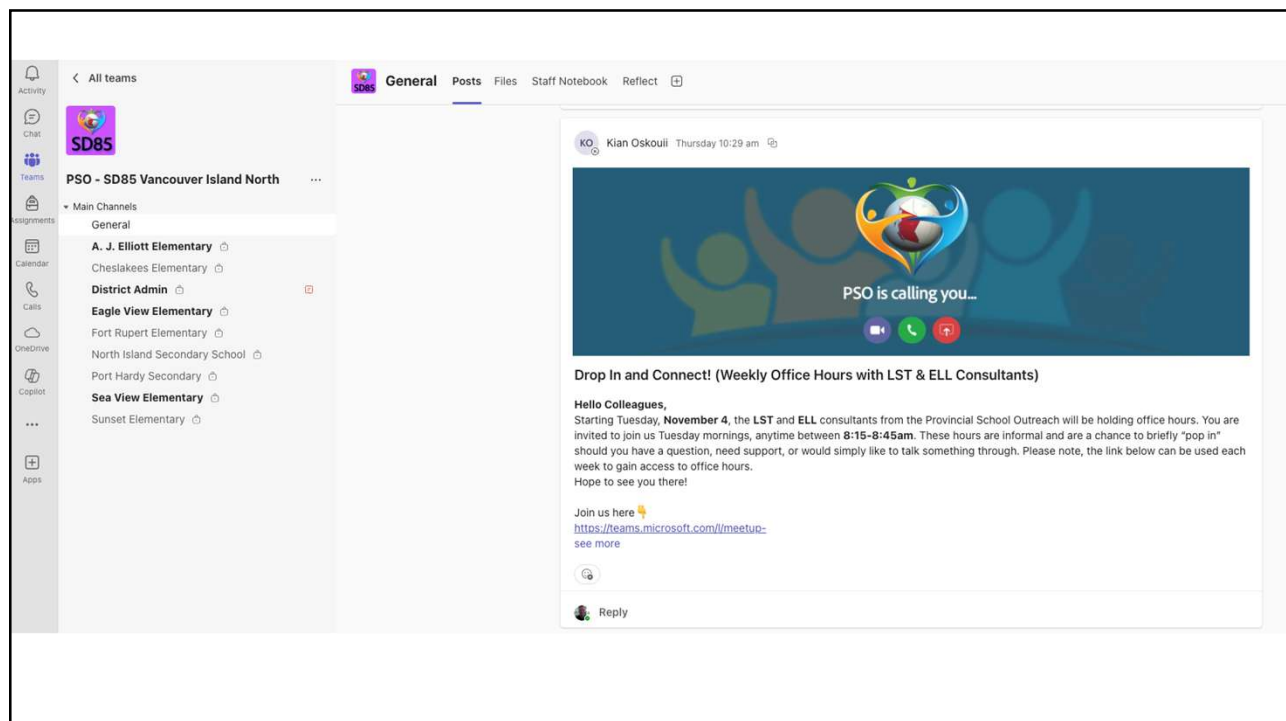 Activity
Chat
Teams
Assignments
Calendar
Calls
OneDrive
Copilot
Apps
All teams
SD85
PSO - SD85 Vancouver Island North
Main Channels
General
A. J. Elliott Elementary
Cheslakees Elementary
District Admin
Eagle View Elementary
Fort Rupert Elementary
North Island Secondary School
Port Hardy Secondary
Sea View Elementary
Sunset Elementary
SD85
General Posts Files Staff Notebook Reflect
KO Kian Oskouii Thursday 10:29 am
PSO is calling you...
Drop In and Connect! (Weekly Office Hours with LST & ELL Consultants)
Hello Colleagues,
Starting Tuesday, November 4, the LST and ELL consultants from the Provincial School Outreach will be holding office hours. You are
invited to join us Tuesday mornings, anytime between 8:15-8:45am. These hours are informal and are a chance to briefly “pop in”
should you have a question, need support, or would simply like to talk something through. Please note, the link below can be used each
week to gain access to office hours.
Hope to see you there!
Join us here👇
https://teams.microsoft.com/l/meetup-
see more
Reply